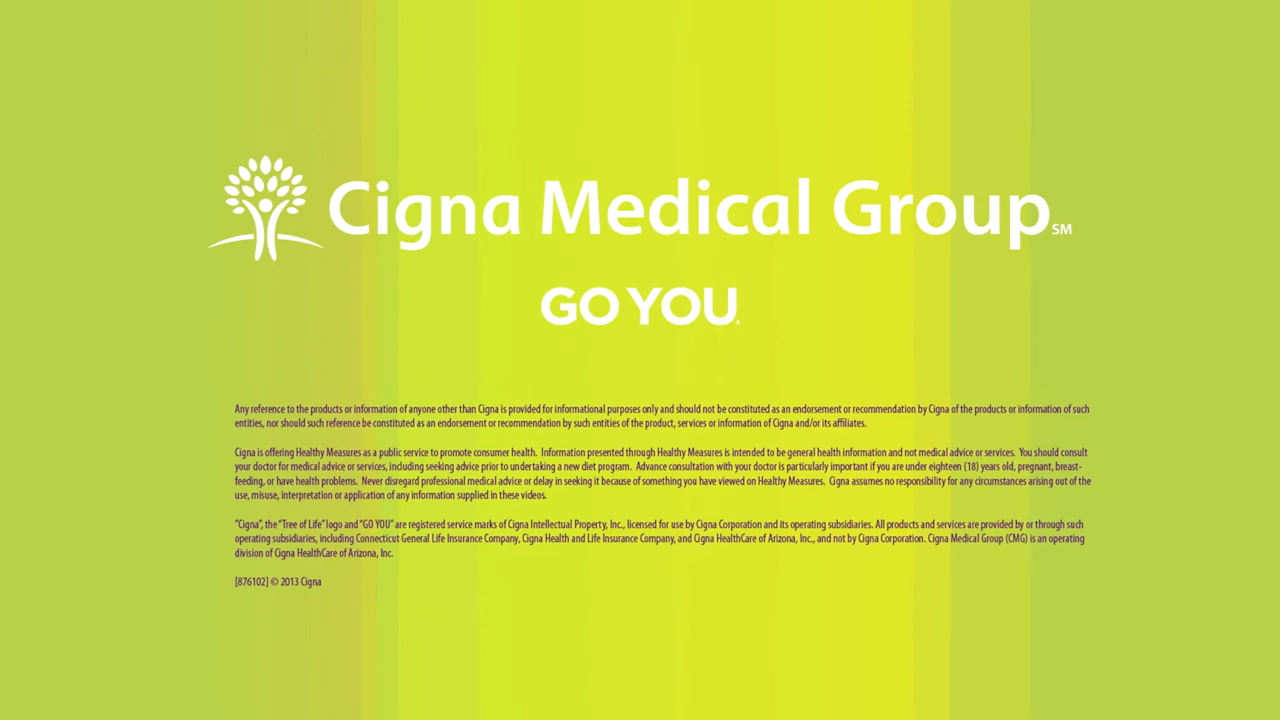 Cigna Medical Group SM
GO YOU®
Any reference to the products or information of anyone other than Cigna is provided for informational purposes only and should not be constituted as an endorsement or recommendation by Cigna of the products or information of such
entities, nor should such reference be constituted as an endorsement or recommendation by such entities of the product, services or information of Cigna and/or its affiliates.
Cigna is offering Healthy Measures as a public service to promote consumer health. Information presented through Healthy Measures is intended to be general health information and not medical advice or services. You should consult
your doctor for medical advice or services, including seeking advice prior to undertaking a new diet program. Advance consultation with your doctor is particularly important if you are under eighteen (18) years old, pregnant, breast-
feeding, or have health problems. Never disregard professional medical advice or delay in seeking it because of something you have viewed on Healthy Measures. Cigna assumes no responsibility for any circumstances arising out of the
use, misuse, interpretation or application of any information supplied in these videos.
"Cigna", the "Tree of Life" logo and "GO YOU" are registered service marks of Cigna Intellectual Property, Inc., licensed for use by Cigna Corporation and its operating subsidiaries. All products and services are provided by or through such
operating subsidiaries, including Connecticut General Life Insurance Company, Cigna Health and Life Insurance Company, and Cigna HealthCare of Arizona, Inc., and not by Cigna Corporation. Cigna Medical Group (CMG) is an operating
division of Cigna HealthCare of Arizona, Inc.
[876102] © 2013 Cigna